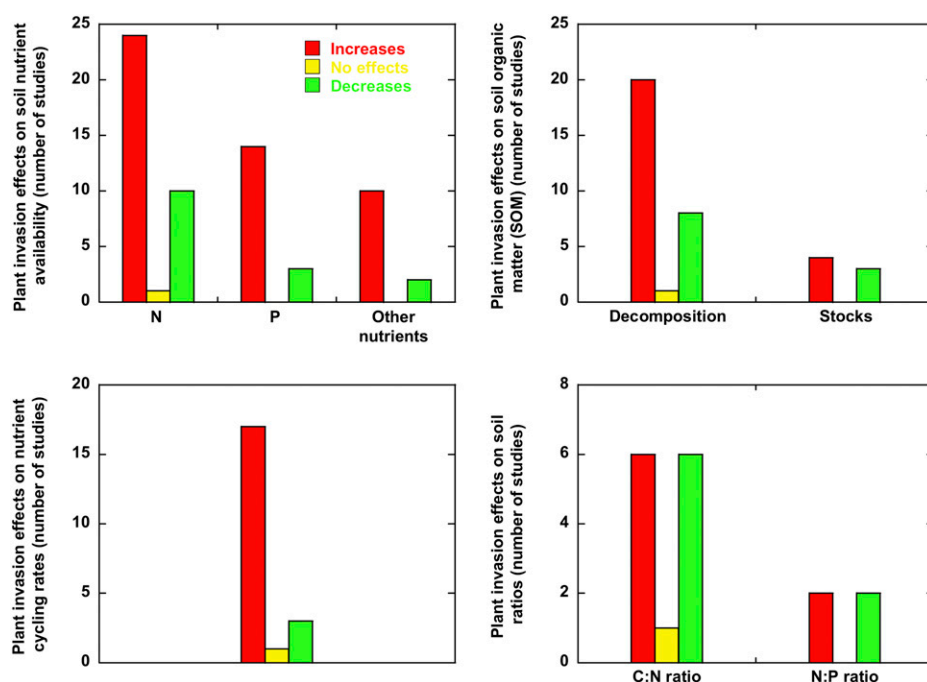 Plant invasion effects on soil nutrient
availability (number of studies)
25
20
15
10
5
0
Increases
No effects
Decreases
N
P
Other
nutrients
Plant invasion effects on soil organic
matter (SOM) (number of studies)
25
20
15
10
5
0
Decomposition
Stocks
Plant invasion effects on nutrient
cycling rates (number of studies)
20
15
10
5
0
Plant invasion effects on soil
ratios (number of studies)
8
6
4
2
0
C:N ratio
N:P ratio